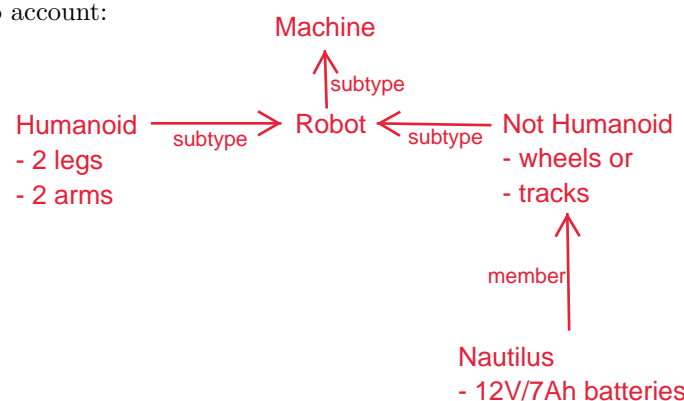 account:
Machine
subtype
Humanoid
- 2 legs
- 2 arms
subtype
Robot
subtype
Not Humanoid
- wheels or
- tracks
member
Nautilus
- 12V/7Ah batteries